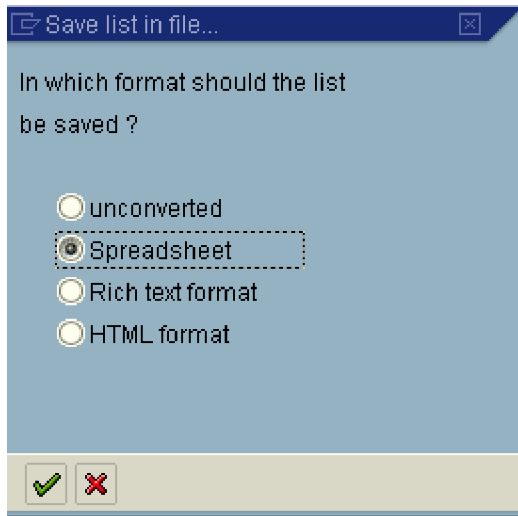 Save list in file...
In which format should the list
be saved ?
unconverted
Spreadsheet
Rich text format
HTML format